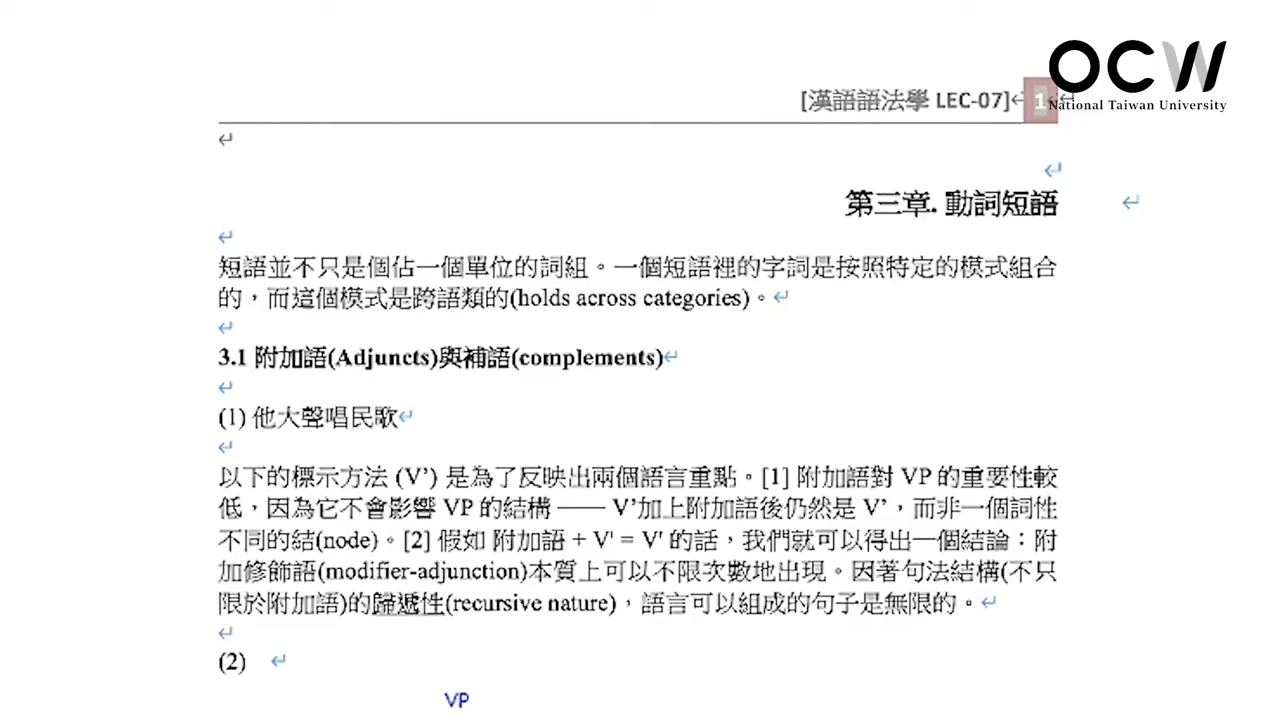 OCW
National Taiwan University
[漢語語法學 LEC-07] 1
第三章. 動詞短語
短語並不只是個佔一個單位的詞組。一個短語裡的字詞是按照特定的模式組合
的，而這個模式是跨語類的(holds across categories)。
3.1 附加語(Adjuncts)與補語(complements)
(1) 他大聲唱民歌
以下的標示方法 (V’) 是為了反映出兩個語言重點。[1] 附加語對 VP 的重要性較
低，因為它不會影響 VP 的結構 —— V’加上附加語後仍然是 V’，而非一個詞性
不同的結(node)。[2] 假如 附加語 + V' = V' 的話，我們就可以得出一個結論：附
加修飾語(modifier-adjunction)本質上可以不限次數地出現。因著句法結構(不只
限於附加語)的歸遞性(recursive nature)，語言可以組成的句子是無限的。
(2)
VP